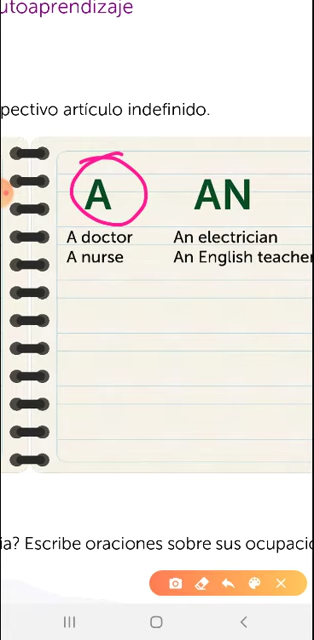 utoaprendizaje
pectivo artículo indefinido.
A AN
A doctor An electrician
A nurse An English teacher
ia? Escribe oraciones sobre sus ocupacio